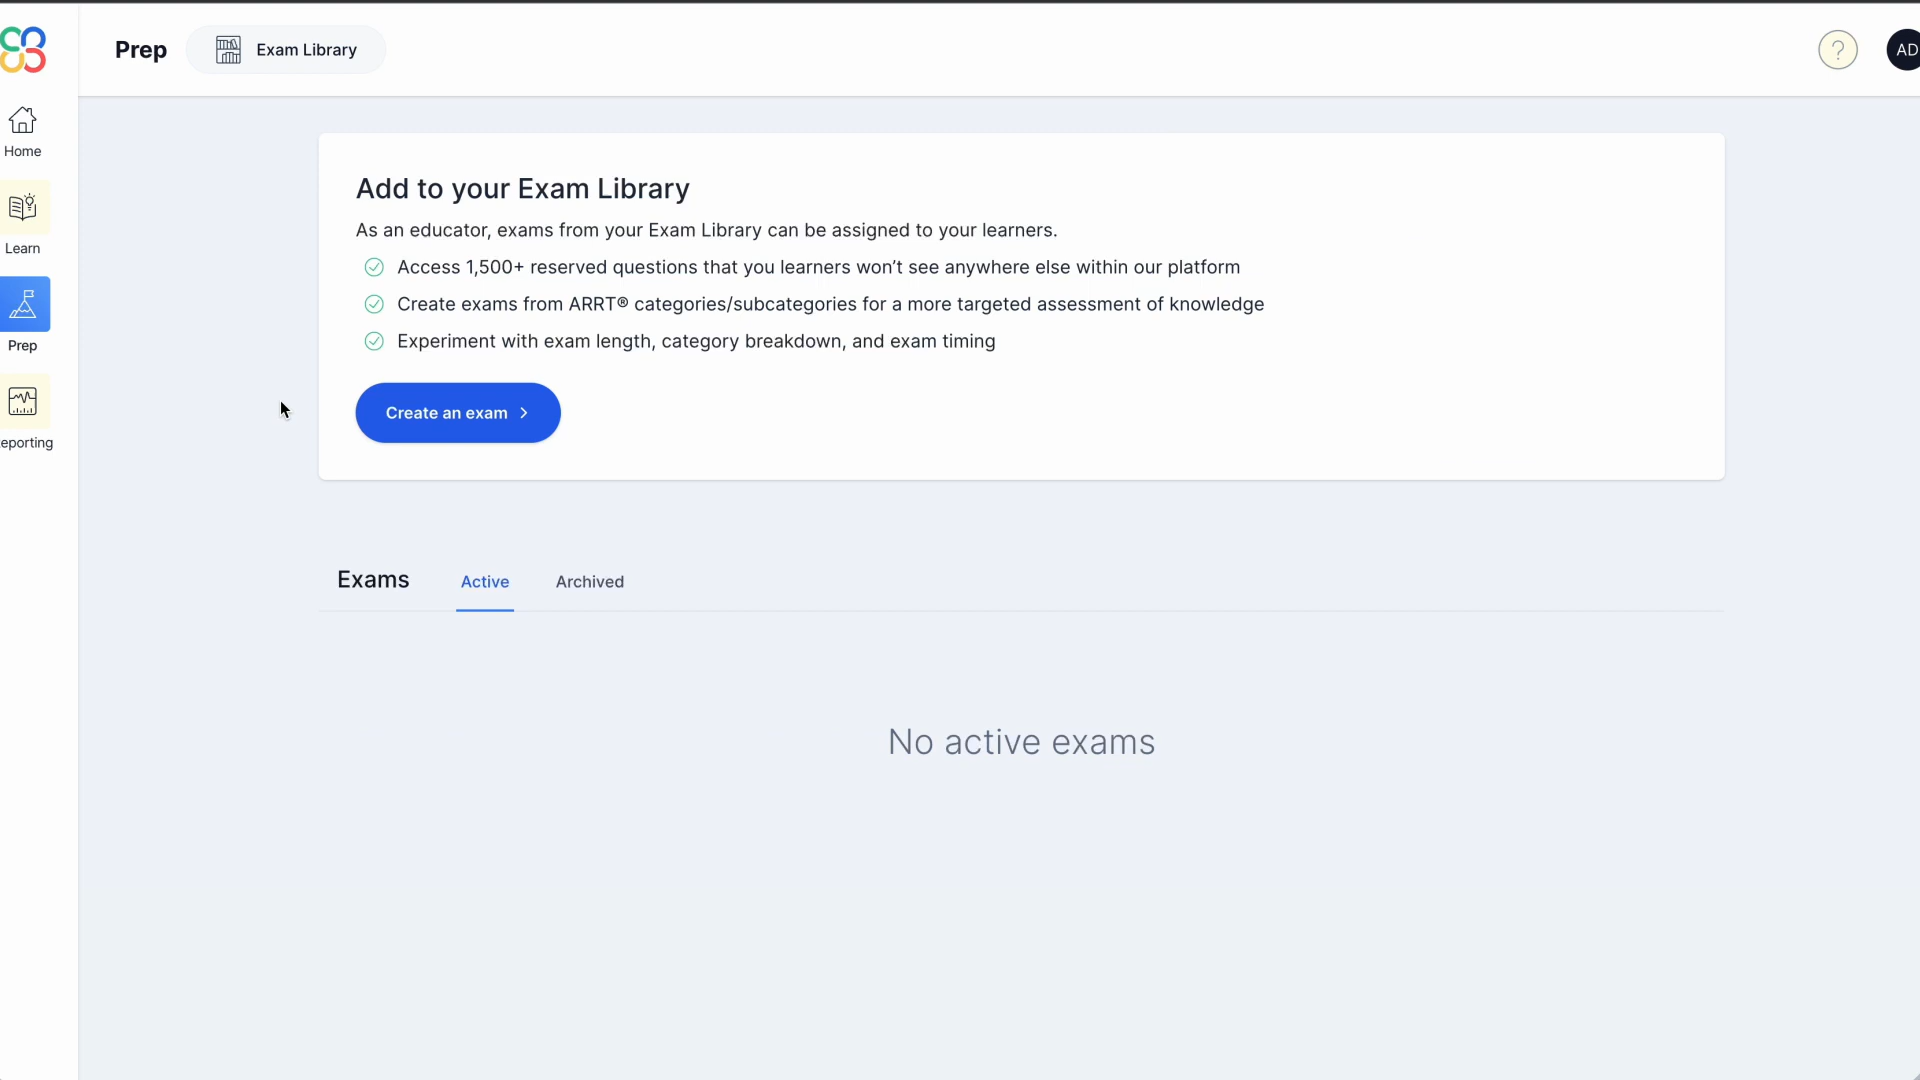 Prep
Exam Library
?
AD
Home
Learn
Prep
eporting
Add to your Exam Library
As an educator, exams from your Exam Library can be assigned to your learners.
Access 1,500+ reserved questions that you learners won’t see anywhere else within our platform
Create exams from ARRT® categories/subcategories for a more targeted assessment of knowledge
Experiment with exam length, category breakdown, and exam timing
Create an exam
Exams
Active
Archived
No active exams